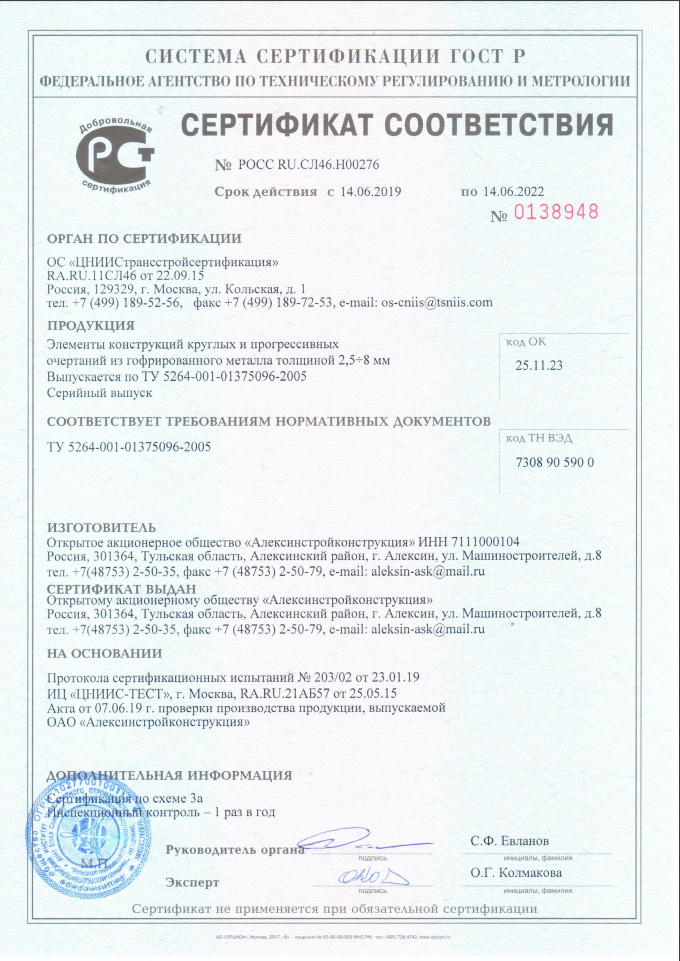 СИСТЕМА СЕРТИФИКАЦИИ ГОСТ Р
ФЕДЕРАЛЬНОЕ АГЕНТСТВО ПО ТЕХНИЧЕСКОМУ РЕГУЛИРОВАНИЮ И МЕТРОЛОГИИ
Добровольная
РСТ
сертификация
СЕРТИФИКАТ СООТВЕТСТВИЯ
№ РОСС RU.СЛ46.Н00276
Срок действия с 14.06.2019 по 14.06.2022
№ 0138948
ОРГАН ПО СЕРТИФИКАЦИИ
ОС «ЦНИИСтрансстройсертификация»
RA.RU.11СЛ46 от 22.09.15
Россия, 129329, г. Москва, ул. Кольская, д. 1
тел. +7 (499) 189-52-56, факс +7 (499) 189-72-53, e-mail: os-cniis@tsniis.com
ПРОДУКЦИЯ
Элементы конструкций круглых и прогрессивных
очертаний из гофрированного металла толщиной 2,5÷8 мм
Выпускается по ТУ 5264-001-01375096-2005
Серийный выпуск
код ОК
25.11.23
СООТВЕТСТВУЕТ ТРЕБОВАНИЯМ НОРМАТИВНЫХ ДОКУМЕНТОВ
ТУ 5264-001-01375096-2005
код ТН ВЭД
7308 90 590 0
ИЗГОТОВИТЕЛЬ
Открытое акционерное общество «Алексинстройконструкция» ИНН 7111000104
Россия, 301364, Тульская область, Алексинский район, г. Алексин, ул. Машиностроителей, д.8
тел. +7(48753) 2-50-35, факс +7 (48753) 2-50-79, e-mail: aleksin-ask@mail.ru
СЕРТИФИКАТ ВЫДАН
Открытому акционерному обществу «Алексинстройконструкция»
Россия, 301364, Тульская область, Алексинский район, г. Алексин, ул. Машиностроителей, д.8
тел. +7(48753) 2-50-35, факс +7 (48753) 2-50-79, e-mail: aleksin-ask@mail.ru
НА ОСНОВАНИИ
Протокола сертификационных испытаний № 203/02 от 23.01.19
ИЦ «ЦНИИС-ТЕСТ», г. Москва, RA.RU.21АБ57 от 25.05.15
Акта от 07.06.19 г. проверки производства продукции, выпускаемой
ОАО «Алексинстройконструкция»
ДОПОЛНИТЕЛЬНАЯ ИНФОРМАЦИЯ
Сертификация по схеме 3а
Инспекционный контроль – 1 раз в год
М.П.
Руководитель органа
подпись
С.Ф. Евланов
инициалы, фамилия
Эксперт
подпись
О.Г. Колмакова
инициалы, фамилия
Сертификат не применяется при обязательной сертификации